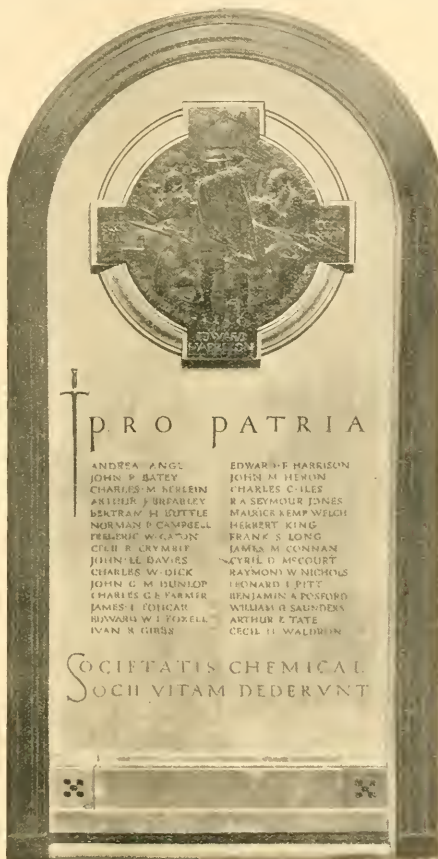 EDWARD
HARRISON
PRO PATRIA
ANDREA ANGEL
JOHN P BATEY
CHARLES M BERLEIN
ARTHUR J BREARLEY
BERTRAM H BUTTLE
NORMAN P CAMPBELL
FREDERIC W CATON
CECIL R CRYMBLE
JOHN LE DAVIES
CHARLES W DICK
JOHN G M DUNLOP
CHARLES G E FARMER
JAMES
EDWARD W L FOXELL
IVAN R GIBBS
EDWARD F HARRISON
JOHN M HERON
CHARLES C ILES
R A SEYMOUR JONES
MAURICE KEMP WELCH
HERBERT KING
FRANK S LONG
JAMES M CONNAN
CYRIL D MCCOURT
RAYMOND W NICHOLS
LEONARD J PITT
BENJAMIN A POSFORD
WILLIAM G SAUNDERS
ARTHUR E TATE
CECIL H WALDRON
SOCIETATIS CHEMICAE
SOCII VITAM DEDERVNT